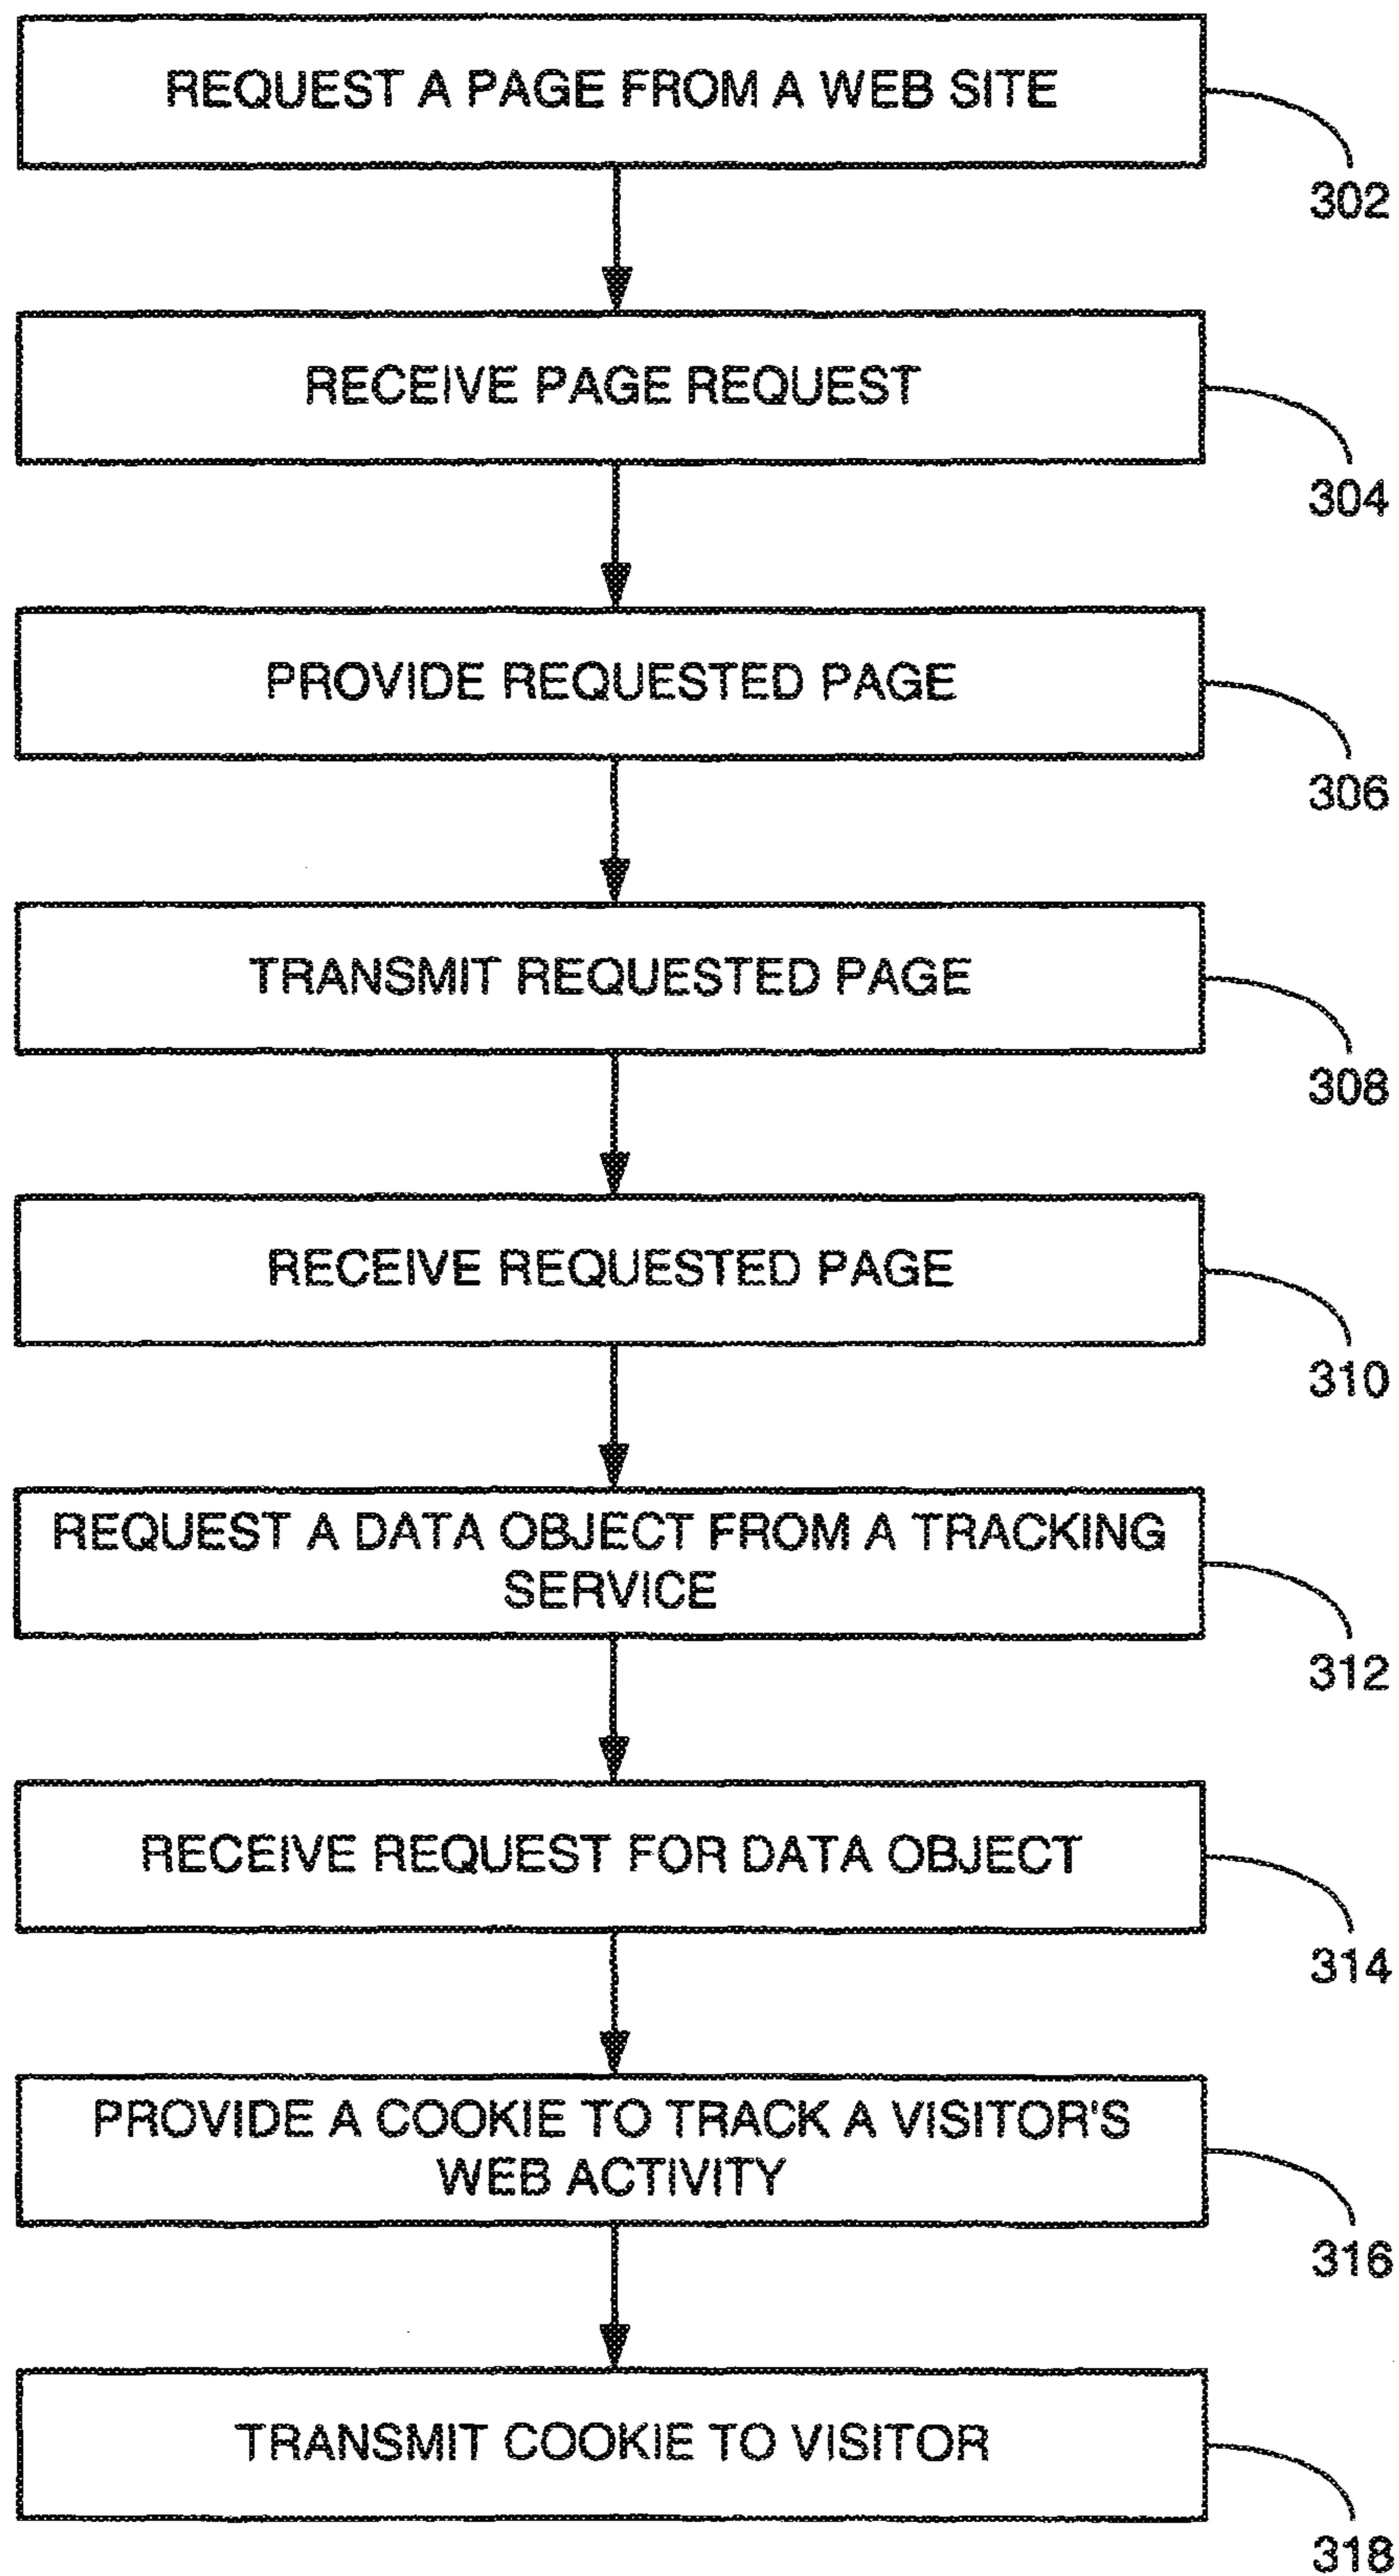 REQUEST A PAGE FROM A WEB SITE
302
RECEIVE PAGE REQUEST
304
PROVIDE REQUESTED PAGE
306
TRANSMIT REQUESTED PAGE
308
RECEIVE REQUESTED PAGE
310
REQUEST A DATA OBJECT FROM A TRACKING
SERVICE
312
RECEIVE REQUEST FOR DATA OBJECT
314
PROVIDE A COOKIE TO TRACK A VISITOR'S
WEB ACTIVITY
316
TRANSMIT COOKIE TO VISITOR
318